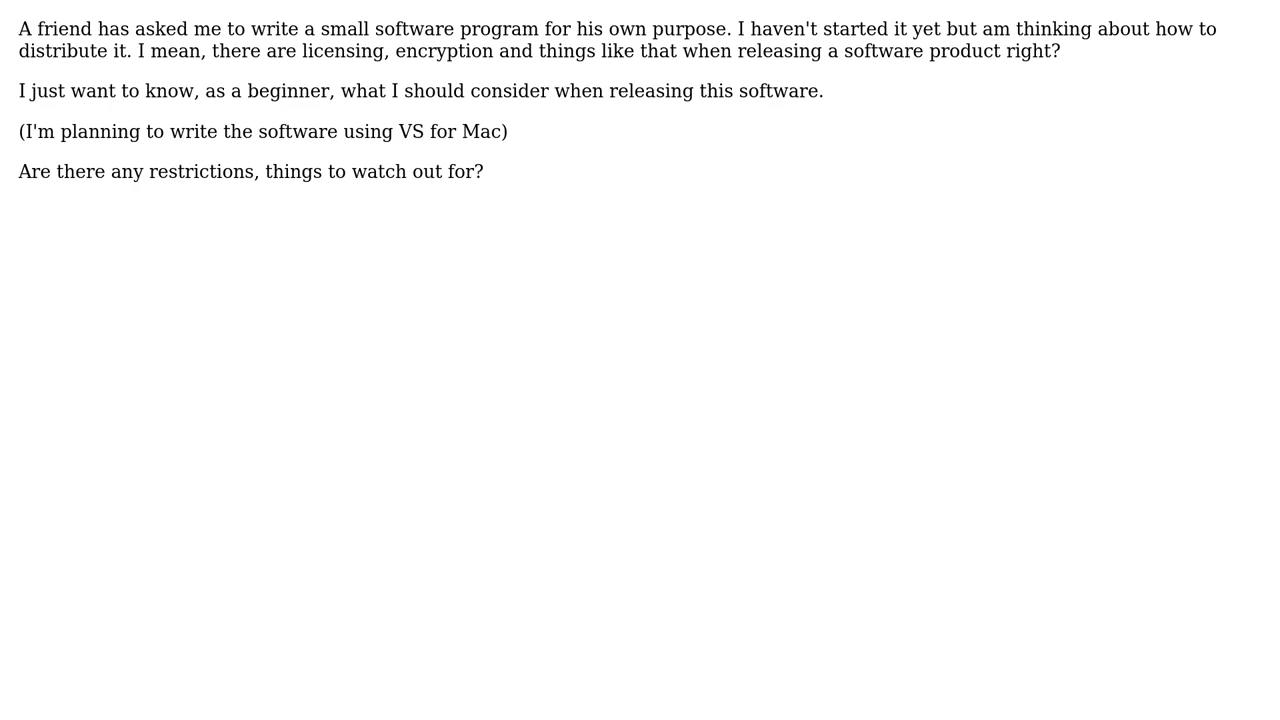 A friend has asked me to write a small software program for his own purpose. I haven't started it yet but am thinking about how to
distribute it. I mean, there are licensing, encryption and things like that when releasing a software product right?
I just want to know, as a beginner, what I should consider when releasing this software.
(I'm planning to write the software using VS for Mac)
Are there any restrictions, things to watch out for?